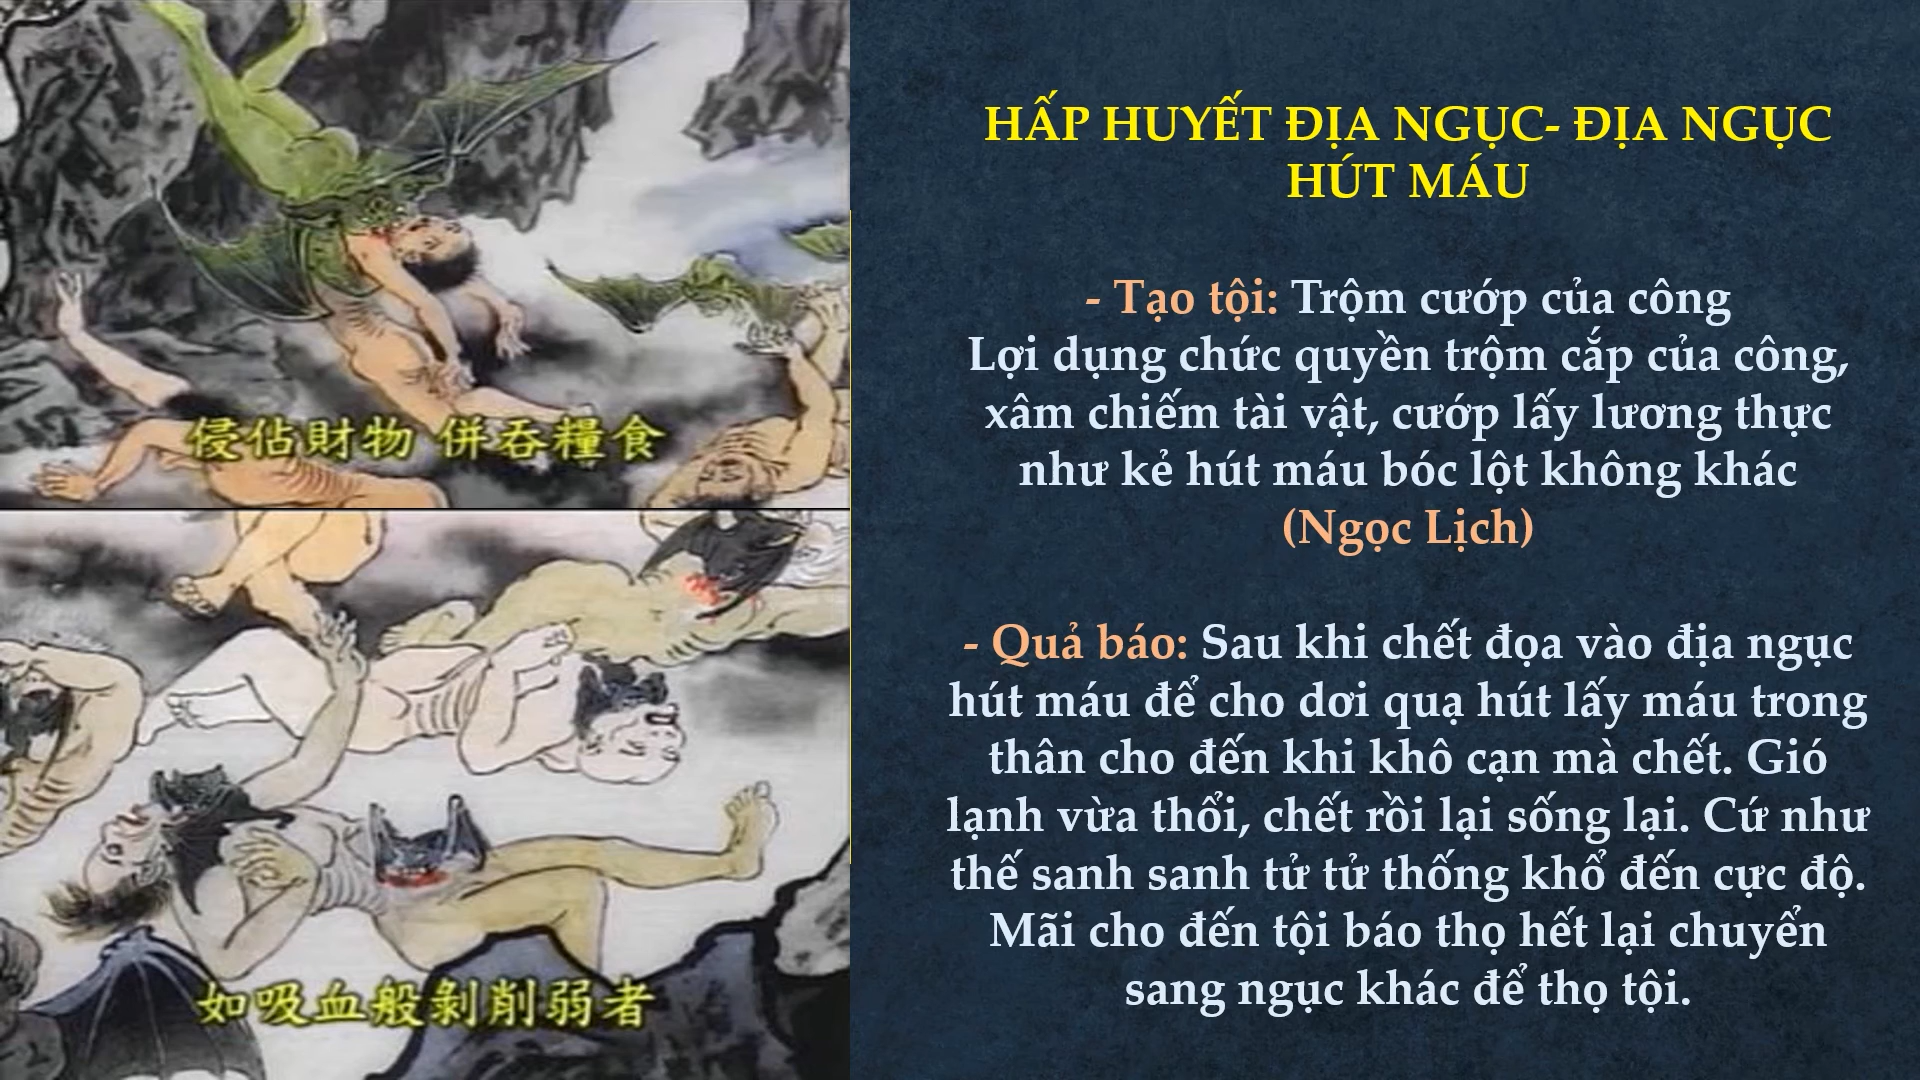 侵佔財物 併吞糧食
如吸血般剝削弱者
HẤP HUYẾT ĐỊA NGỤC- ĐỊA NGỤC
HÚT MÁU
- Tạo tội: Trộm cướp của công
Lợi dụng chức quyền trộm cắp của công,
xâm chiếm tài vật, cướp lấy lương thực
như kẻ hút máu bóc lột không khác
(Ngọc Lịch)
- Quả báo: Sau khi chết đọa vào địa ngục
hút máu để cho dơi quạ hút lấy máu trong
thân cho đến khi khô cạn mà chết. Gió
lạnh vừa thổi, chết rồi lại sống lại. Cứ như
thế sanh sanh tử tử thống khổ đến cực độ.
Mãi cho đến tội báo thọ hết lại chuyển
sang ngục khác để thọ tội.